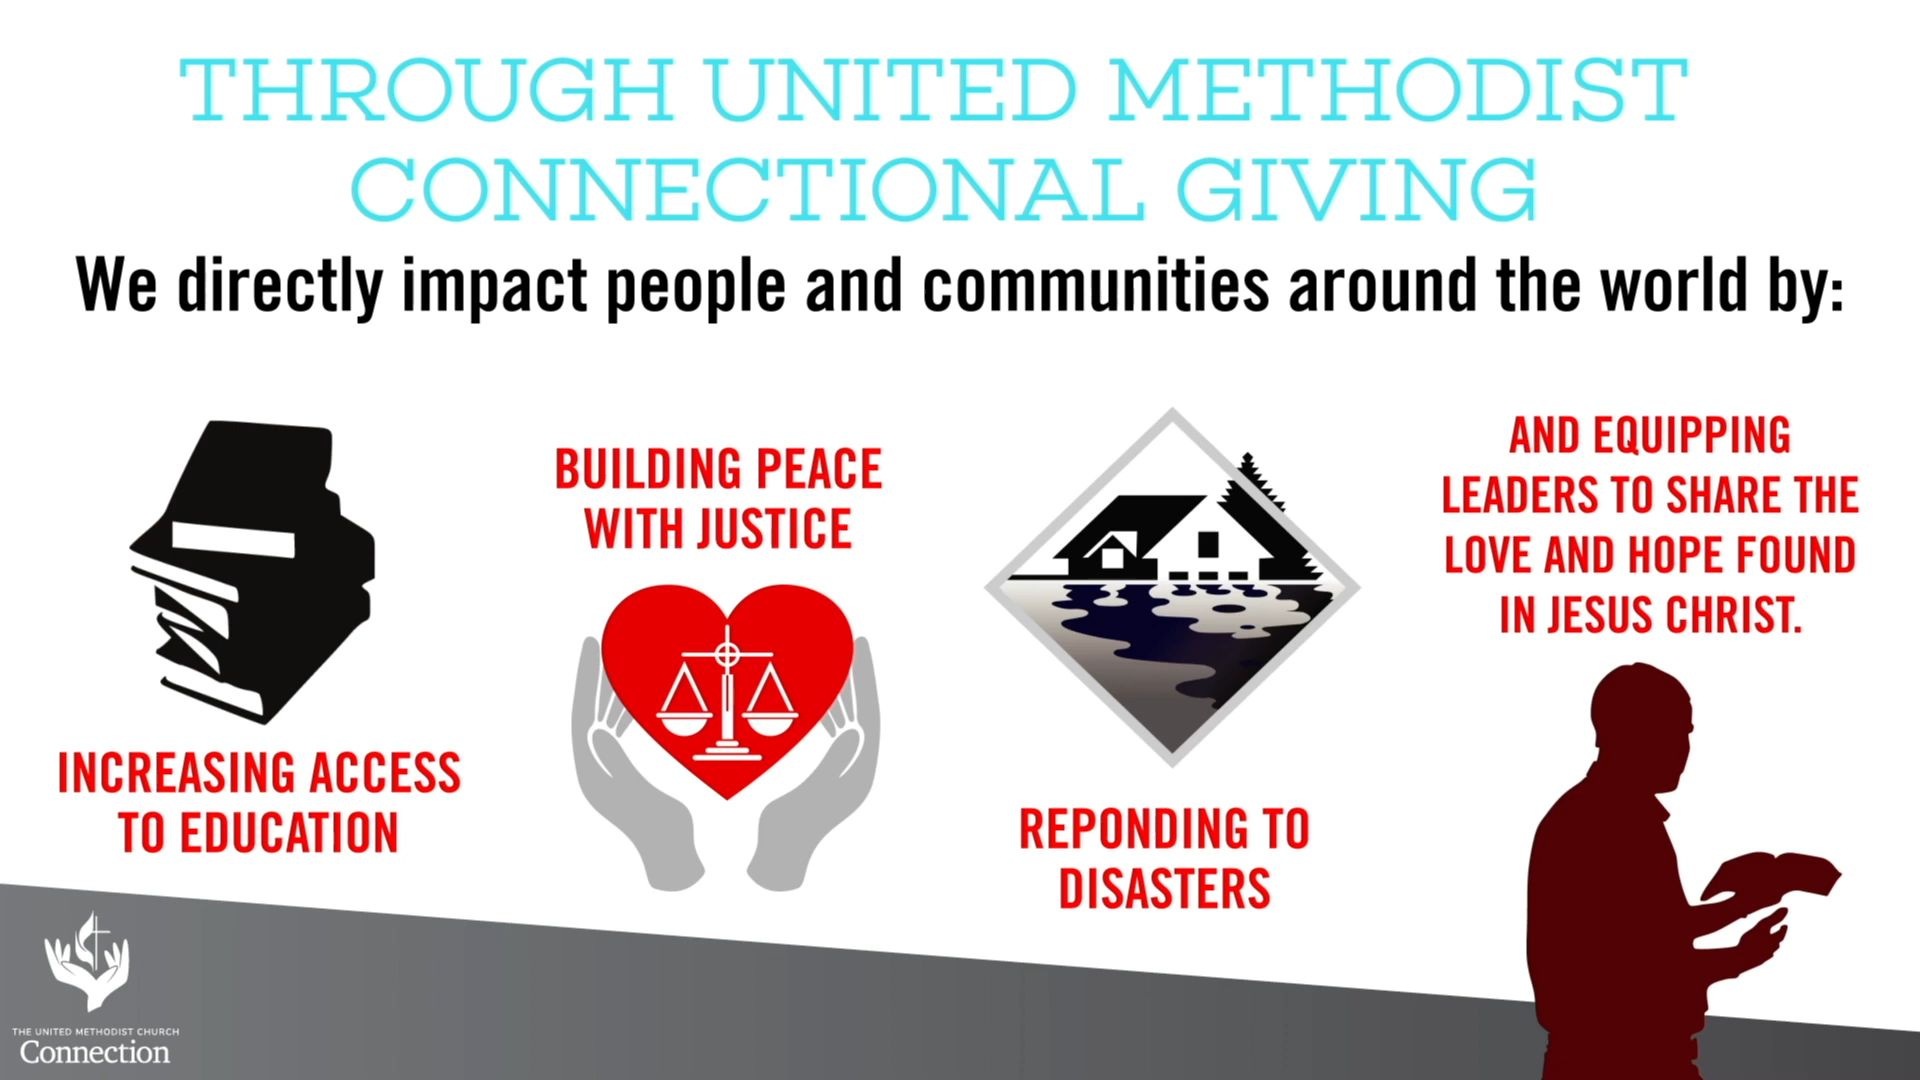 THROUGH UNITED METHODIST
CONNECTIONAL GIVING
We directly impact people and communities around the world by:
INCREASING ACCESS
TO EDUCATION
BUILDING PEACE
WITH JUSTICE
REPONDING TO
DISASTERS
AND EQUIPPING
LEADERS TO SHARE THE
LOVE AND HOPE FOUND
IN JESUS CHRIST.
THE UNITED METHODIST CHURCH
Connection